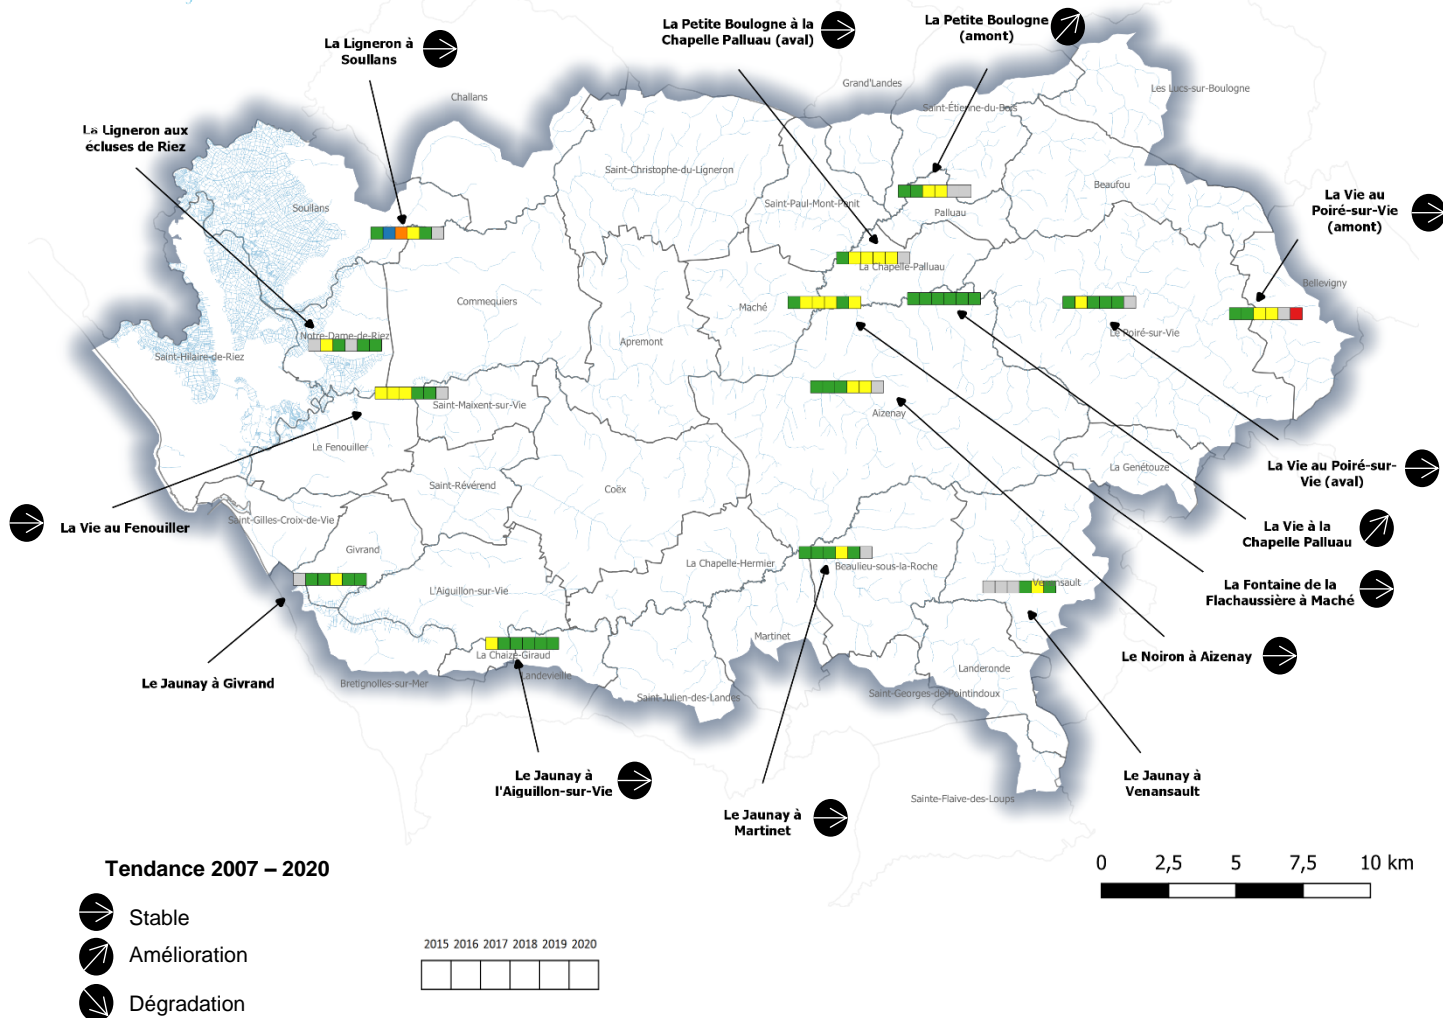 La Petite Boulogne à la
Chapelle Palluau (aval)
La Petite Boulogne
(amont)
La Ligneron à
Soullans
Grand'Landes
Les Lucs-sur-Boulogne
Challans
Saint-Étienne-du-Bois
La Ligneron aux
écluses de Riez
Saint-Christophe-du-Ligneron
Beaufou
La Vie au
Poiré-sur-Vie
(amont)
Saint-Paul-Mont-Penit
Soullans
Palluau
La Chapelle-Palluau
Bellevigny
Commequiers
Maché
Notre-Dame-de-Riez
Le Poiré-sur-Vie
Apremont
Saint-Hilaire-de-Riez
Saint-Maixent-sur-Vie
Aizenay
Le Fenouiller
La Genétouze
La Vie au Poiré-sur-
Vie (aval)
Saint-Révérend
Coëx
La Vie au Fenouiller
Saint-Gilles-Croix-de-Vie
La Vie à la
Chapelle Palluau
Givrand
La Chapelle-Hermier
Beaulieu-sous-la-Roche
Venansault
L'Aiguillon-sur-Vie
La Fontaine de la
Flachaussière à Maché
Martinet
La Chaize-Giraud
Le Noiron à Aizenay
Landeronde
Landevieille
Le Jaunay à Givrand
Bretignolles-sur-Mer
Saint-Julien-des-Landes
Saint-Georges-de-Pointindoux
Le Jaunay à
l'Aiguillon-sur-Vie
Le Jaunay à
Venansault
Sainte-Flaive-des-Loups
Le Jaunay à
Martinet
Tendance 2007 – 2020
Stable
Amélioration
Dégradation
2015 2016 2017 2018 2019 2020
0 2,5 5 7,5 10 km